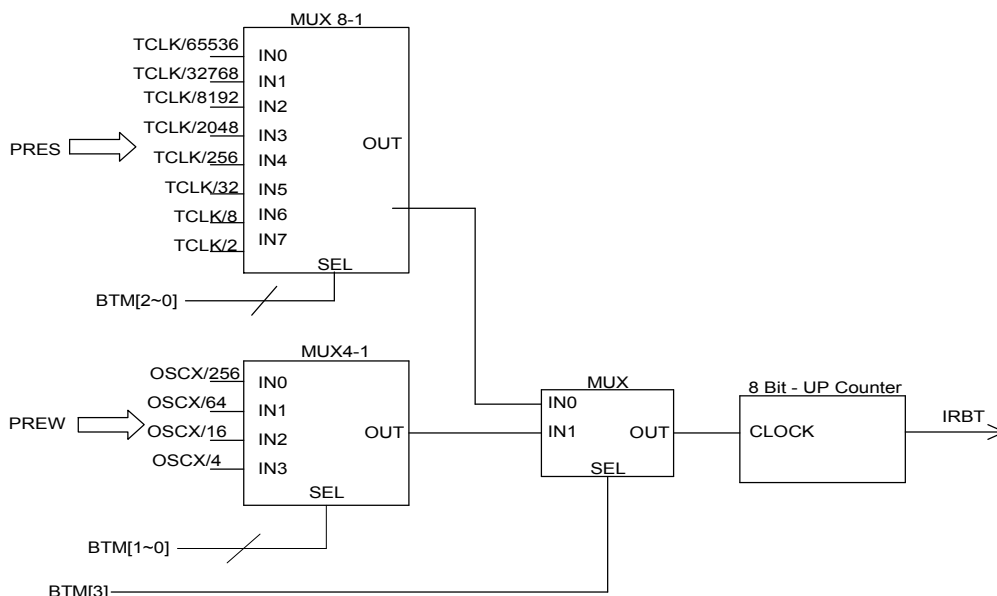 MUX 8-1
TCLK/65536
IN0
TCLK/32768
IN1
TCLK/8192
IN2
TCLK/2048
IN3
PRES
OUT
TCLK/256
IN4
TCLK/32
IN5
TCLK/8
IN6
TCLK/2
IN7
SEL
BTM[2~0]
MUX4-1
OSCX/256
IN0
OSCX/64
IN1
PREW
OSCX/16
IN2
OUT
OSCX/4
IN3
SEL
BTM[1~0]
MUX
IN0
IN1
OUT
SEL
8 Bit - UP Counter
CLOCK
IRBT
BTM[3]